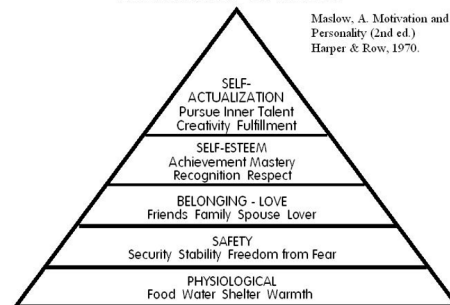 Maslow, A. Motivation and
Personality (2nd ed.)
Harper & Row, 1970.
SELF-
ACTUALIZATION
Pursue Inner Talent
Creativity Fulfillment
SELF-ESTEEM
Achievement Mastery
Recognition Respect
BELONGING - LOVE
Friends Family Spouse Lover
SAFETY
Security Stability Freedom from Fear
PHYSIOLOGICAL
Food Water Shelter Warmth